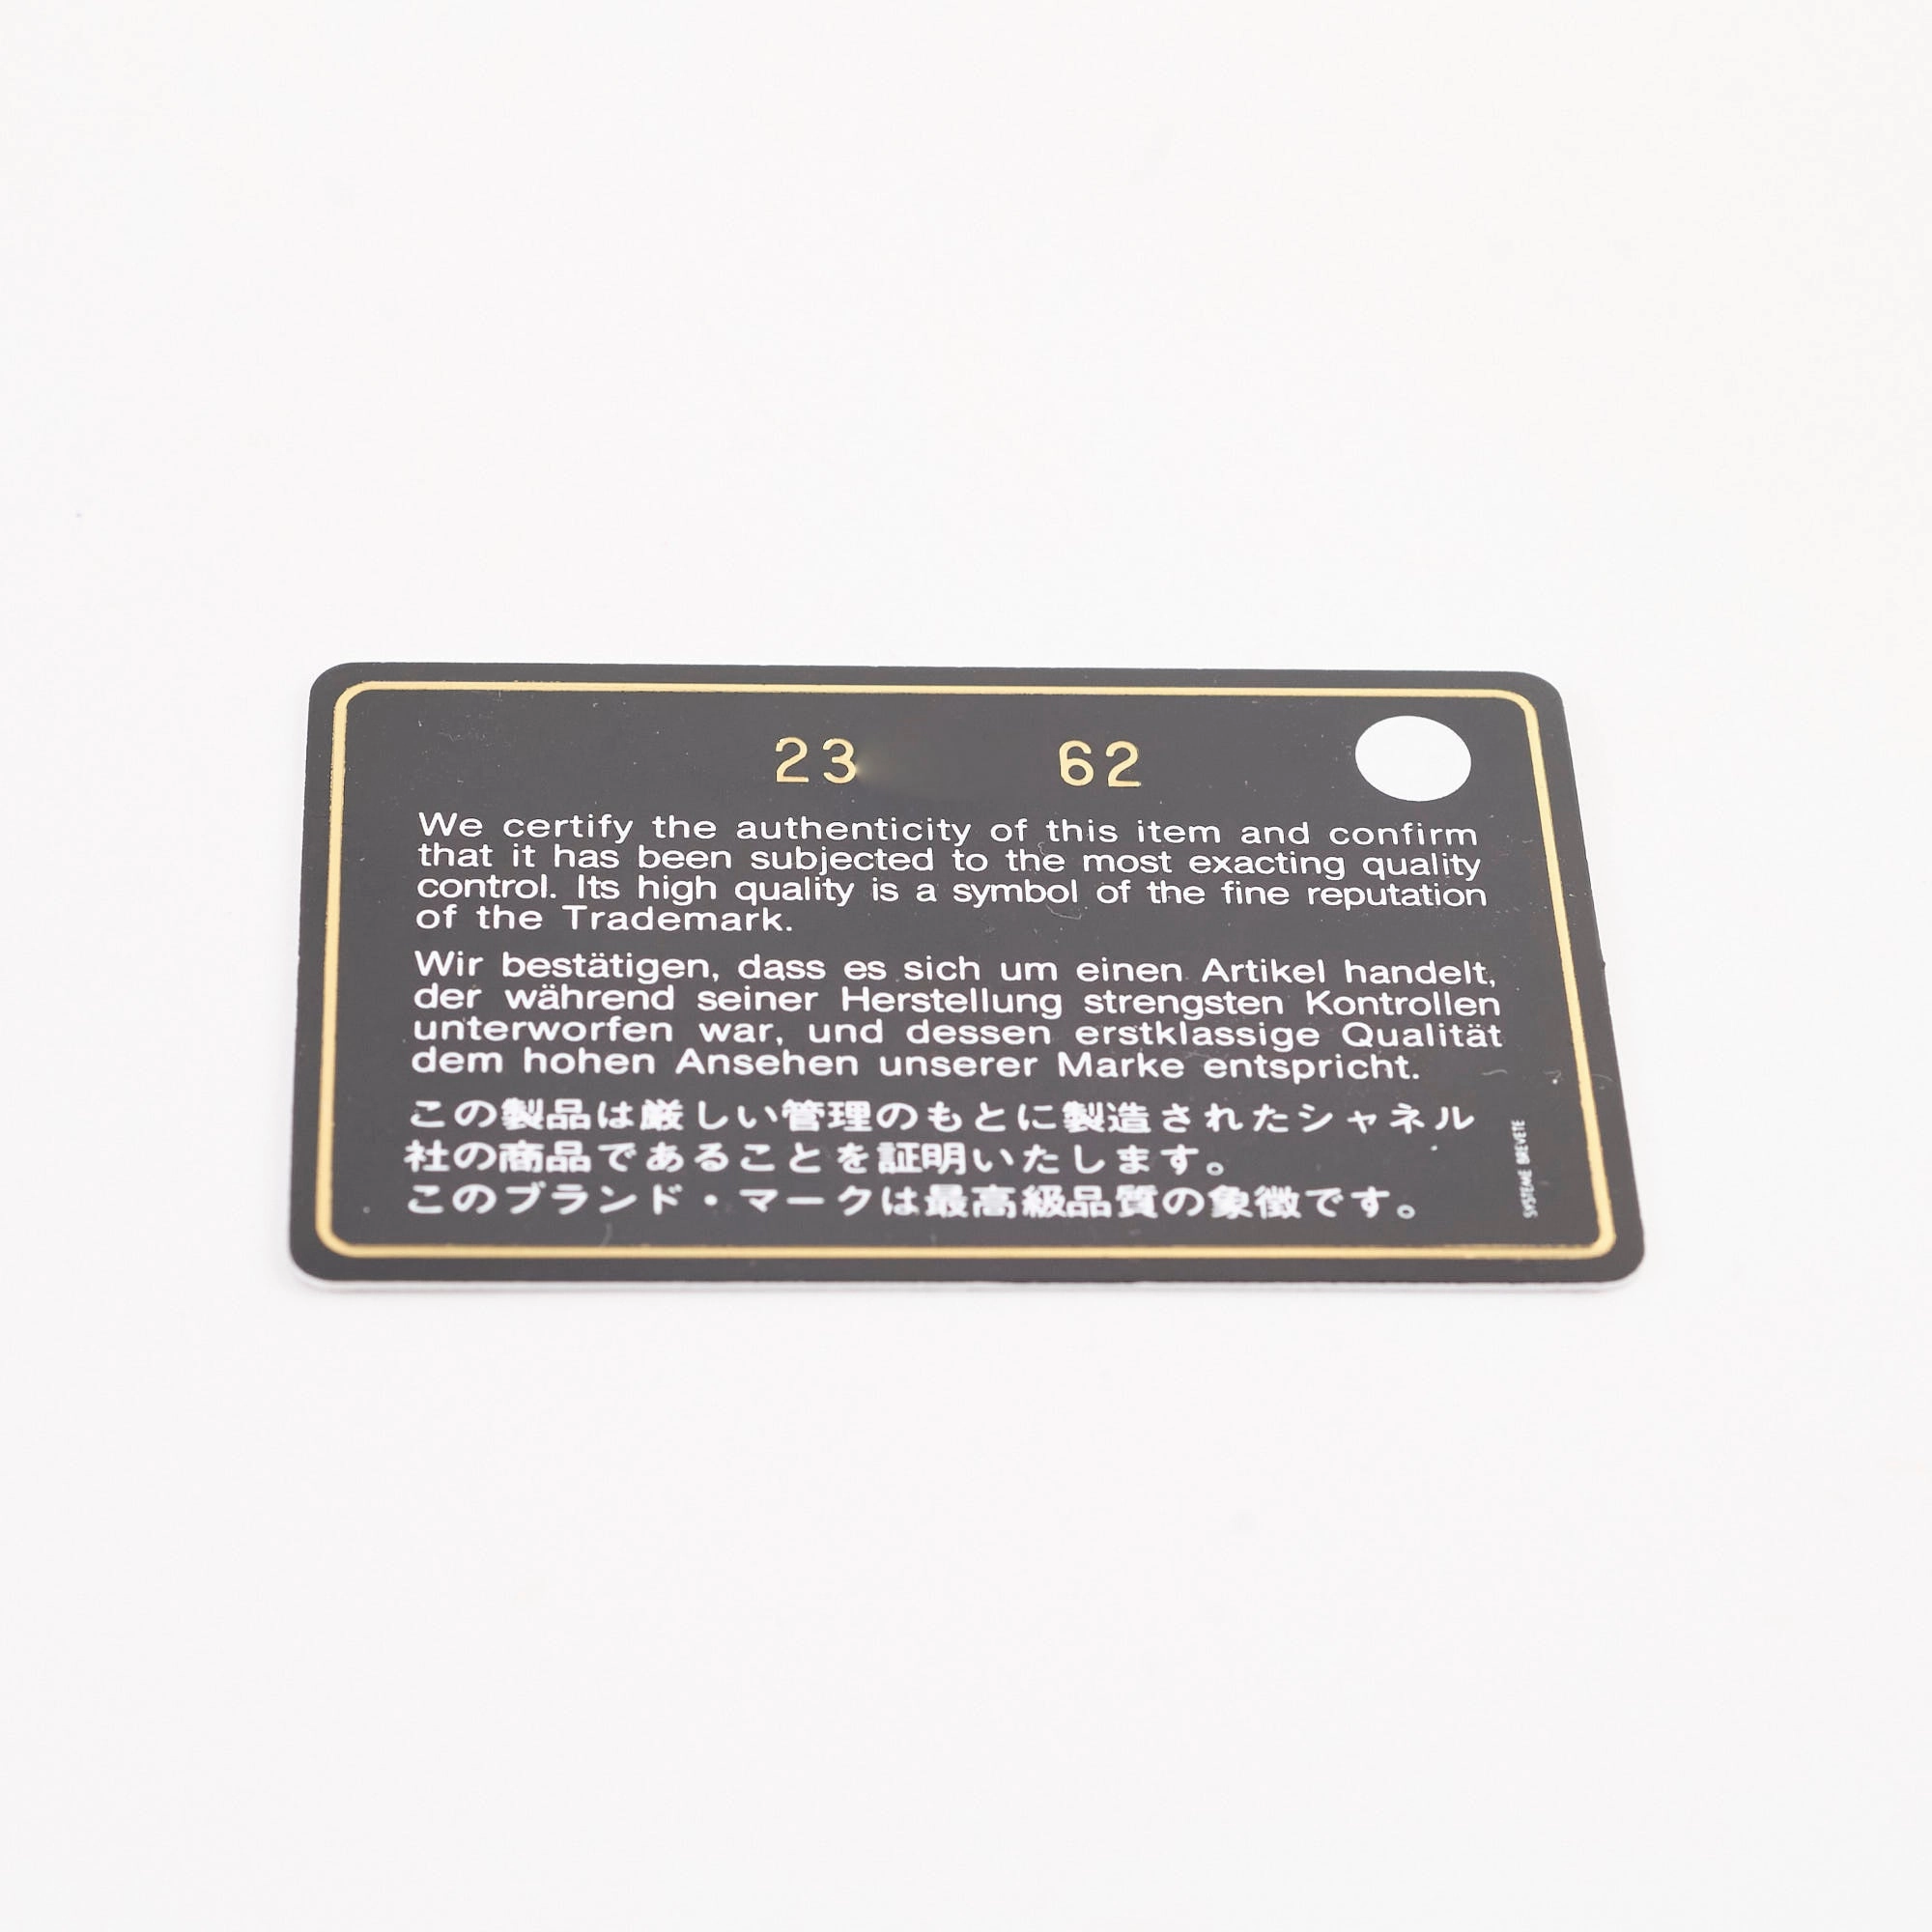 23 62
We certify the authenticity of this item and confirm
that it has been subjected to the most exacting quality
control. Its high quality is a symbol of the fine reputation
of the Trademark.
Wir bestätigen, dass es sich um einen Artikel handelt,
der während seiner Herstellung strengsten Kontrollen
unterworfen war, und dessen erstklassige Qualität
dem hohen Ansehen unserer Marke entspricht.
この製品は厳しい管理のもとに製造されたシャネル
社の商品であることを証明いたします。
このブランド・マークは最高級品質の象徴です。
SYSTEME BREVETE